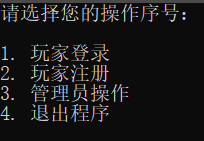 请选择您的操作序号：
1. 玩家登录
2. 玩家注册
3. 管理员操作
4. 退出程序